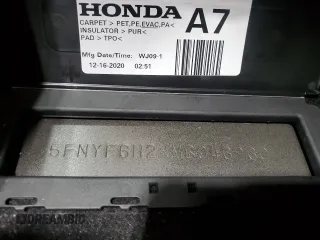 HONDA A7
CARPET > PET,PE,EVAC,PA<
INSULATOR > PUR<
PAD > TPO<
Mfg Date/Time: WJ09-1
12-16-2020 02:51